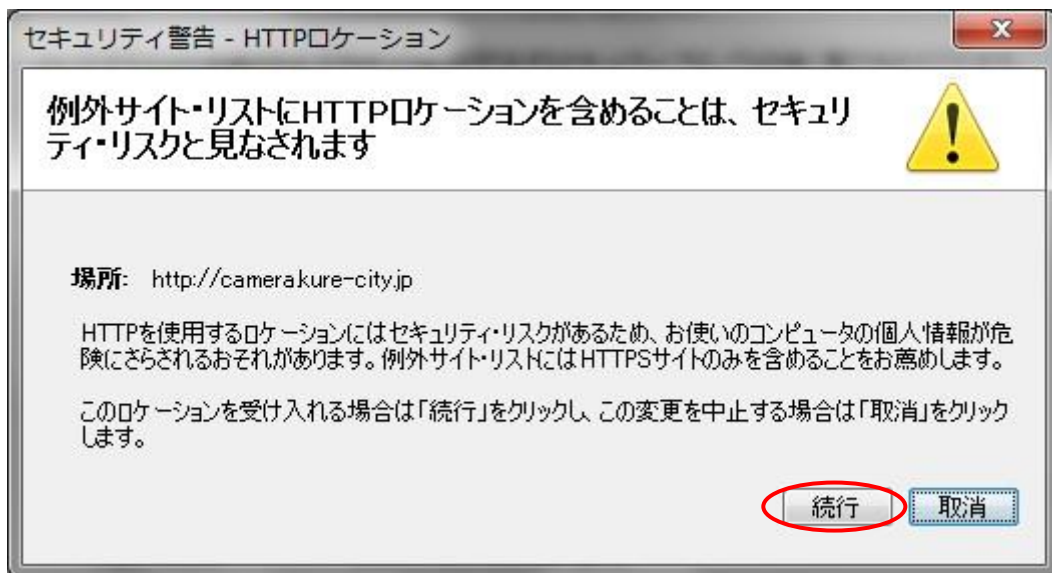 セキュリティ警告 - HTTPロケーション
例外サイト・リストにHTTPロケーションを含めることは、セキュリ
ティ・リスクと見なされます
場所: http://camerakure-city.jp
HTTPを使用するロケーションにはセキュリティ・リスクがあるため、お使いのコンピュータの個人情報が危
険にさらされるおそれがあります。例外サイト・リストにはHTTPSサイトのみを含めることをお薦めします。
このロケーションを受け入れる場合は「続行」をクリックし、この変更を中止する場合は「取消」をクリック
します。
続行 取消